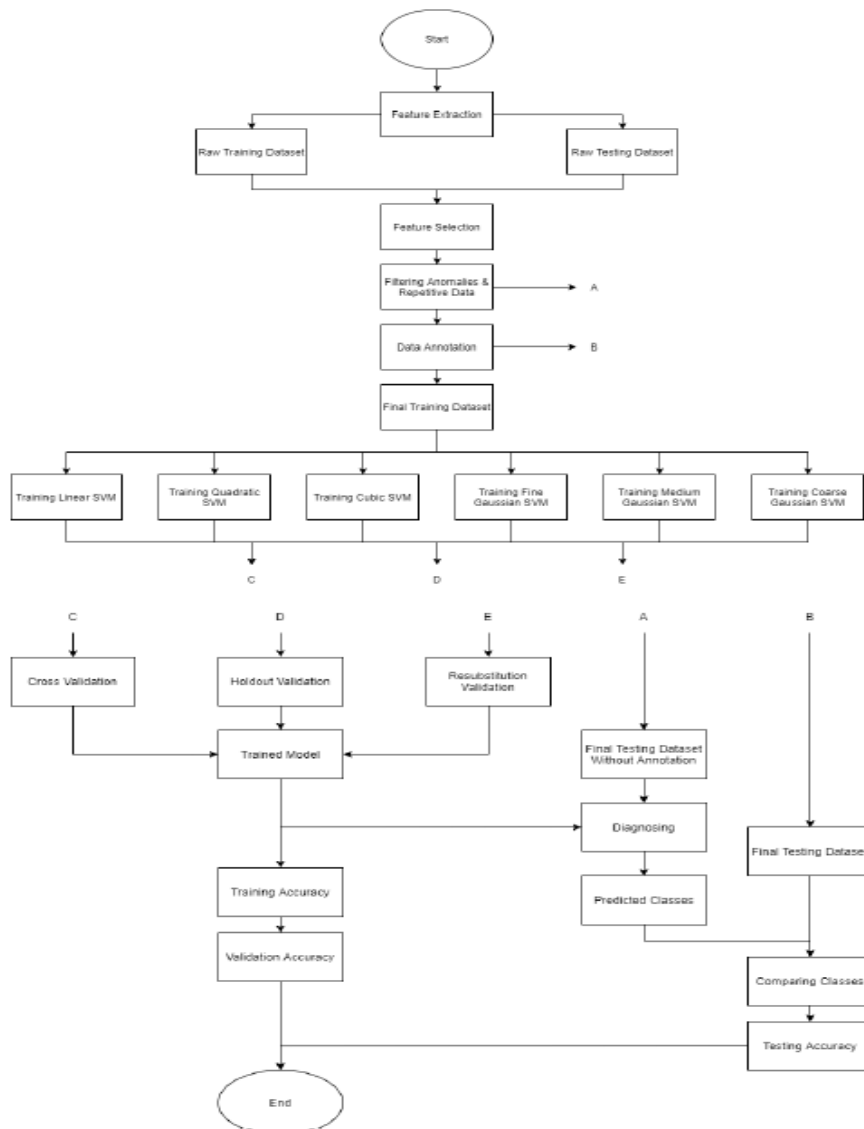 Start
Feature Extraction
Raw Training Dataset
Raw Testing Dataset
Feature Selection
Filtering Anomalies &
Repetitive Data
A
Data Annotation
B
Final Training Dataset
Training Linear SVM
Training Quadratic
SVM
Training Cubic SVM
Training Fine
Gaussian SVM
Training Medium
Gaussian SVM
Training Coarse
Gaussian SVM
C
D
E
C
D
E
A
B
Cross Validation
Holdout Validation
Resubstitution
Validation
Trained Model
Final Testing Dataset
Without Annotation
Diagnosing
Final Testing Datase
Training Accuracy
Predicted Classes
Validation Accuracy
Comparing Classes
Testing Accuracy
End